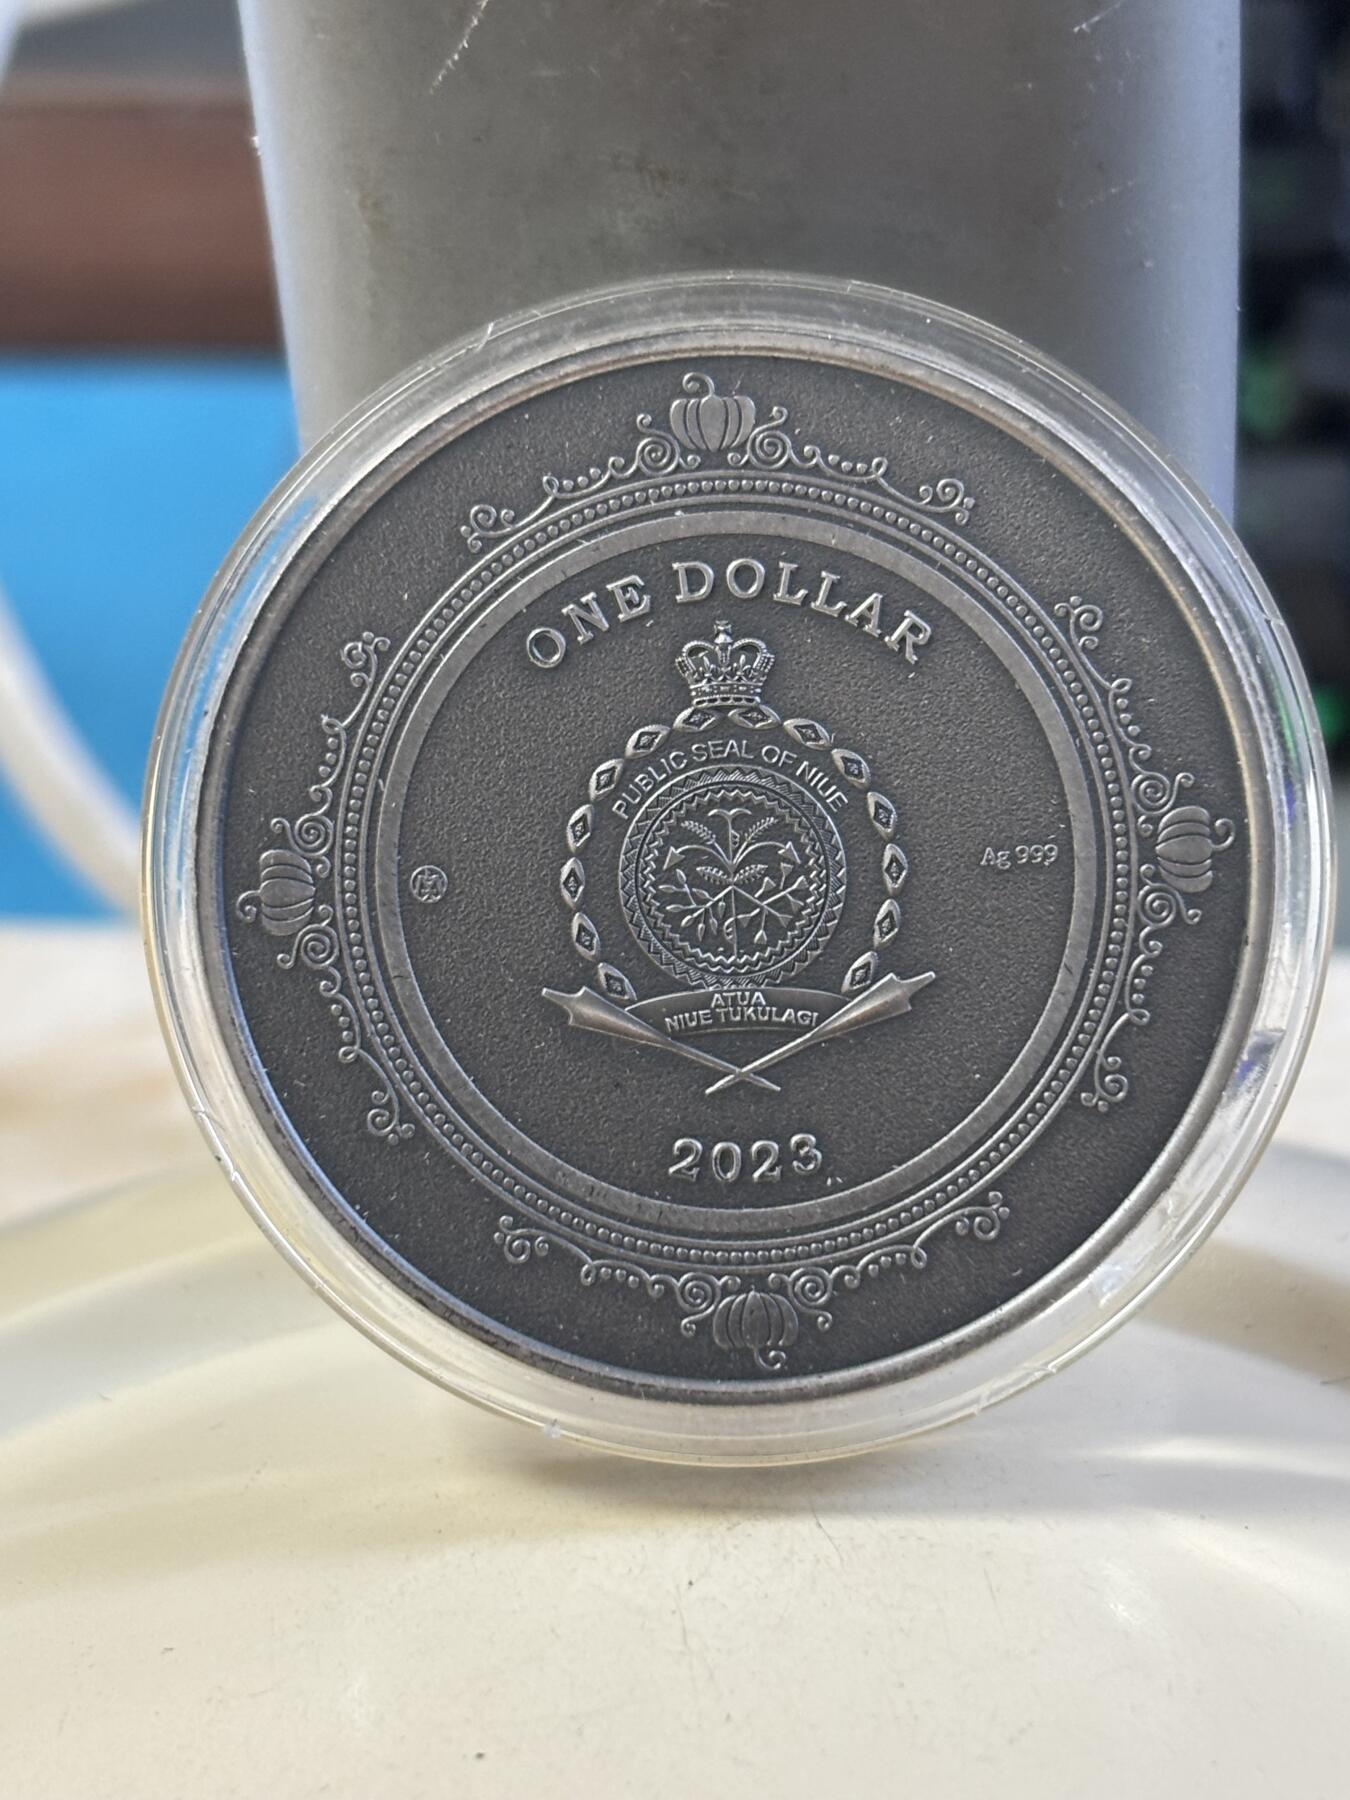 ONE DOLLAR
PUBLIC SEAL OF NIUE
Ag 999
ATUA
NIUE TUKULAGI
2023